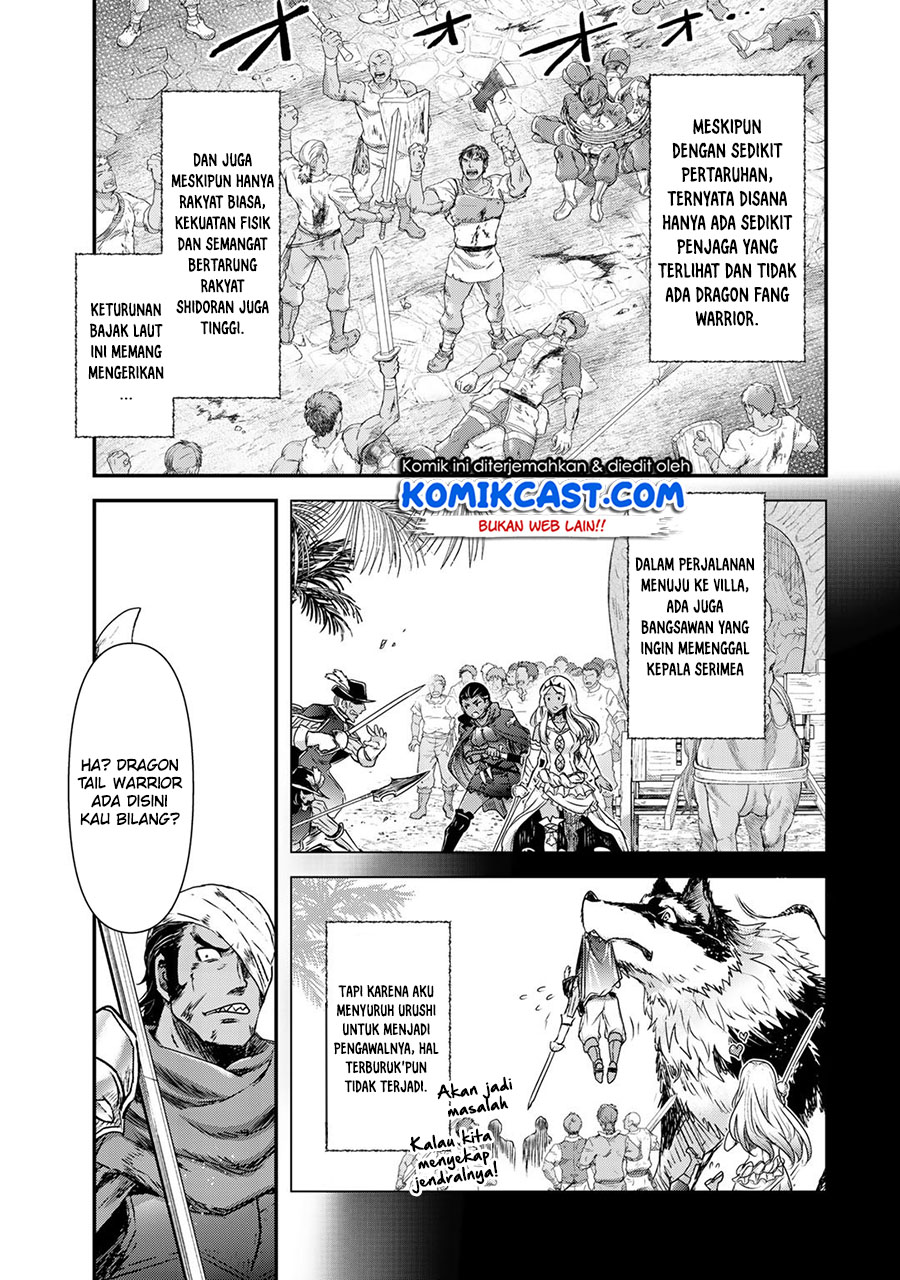 MESKIPUN
DENGAN SEDIKIT
PERTARUHAN,
TERNYATA DISANA
HANYA ADA SEDIKIT
PENJAGA YANG
TERLIHAT DAN TIDAK
ADA DRAGON FANG
WARRIOR.
DAN JUGA
MESKIPUN HANYA
RAKYAT BIASA,
KEKUATAN FISIK
DAN SEMANGAT
BERTARUNG
RAKYAT
SHIDORAN JUGA
TINGGI.
KETURUNAN
BAJAK LAUT
INI MEMANG
MENGERIKAN
...
Komik ini diterjemahkan & diedit oleh
KOMIKCAST.COM
BUKAN WEB LAIN!!
DALAM PERJALANAN
MENUJU KE VILLA,
ADA JUGA
BANGSAWAN YANG
INGIN MEMENGGAL
KEPALA SERIMEA
TAPI KARENA AKU
MENYURUH URUSHI
UNTUK MENJADI
PENGAWALNYA, HAL
TERBURUK'PUN
TIDAK TERJADI.
Akan jadi
masalah
Kalau kita
menyekap
jendralnya!
HA? DRAGON
TAIL WARRIOR
ADA DISINI
KAU BILANG?